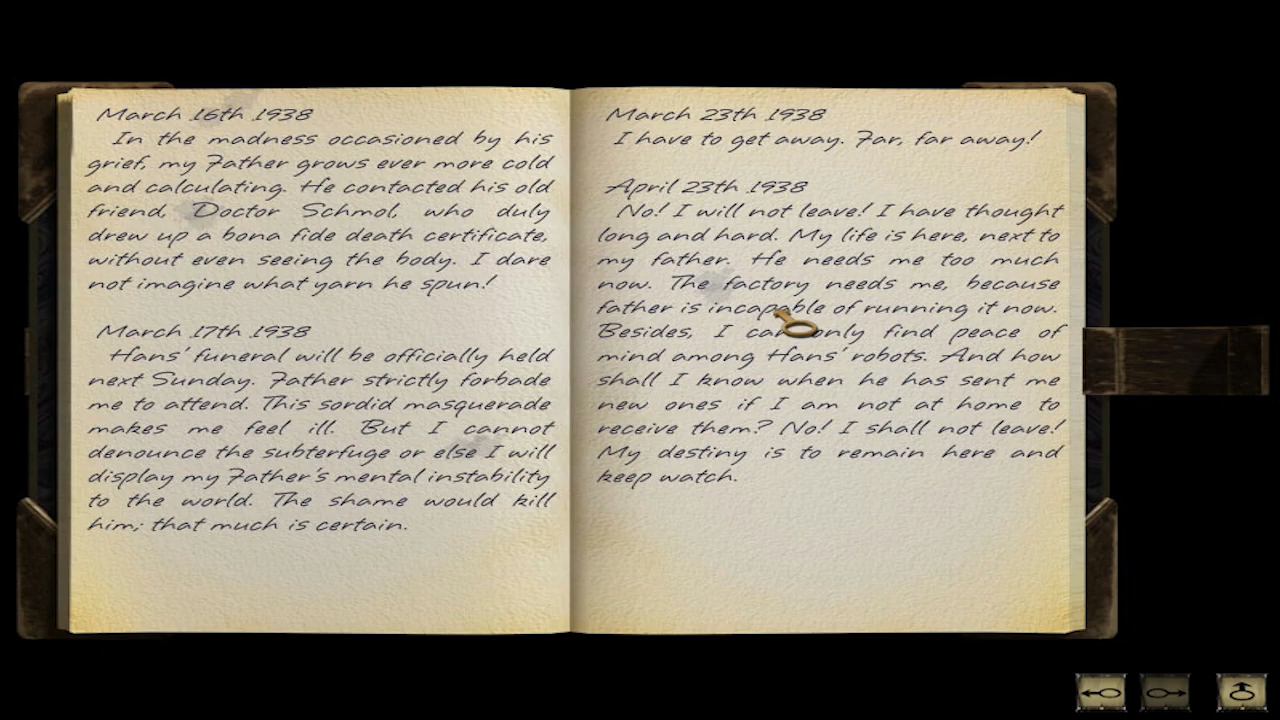 March 16th 1938
In the madness occasioned by his
grief, my Father grows ever more cold
and calculating. He contacted his old
friend, Doctor Schmol, who duly
drew up a bona fide death certificate,
without even seeing the body. I dare
not imagine what yarn he spun!
March 17th 1938
Hans' funeral will be officially held
next Sunday. Father strictly forbade
me to attend. This sordid masquerade
makes me feel ill. But I cannot
denounce the subterfuge or else I will
display my Father's mental instability
to the world. The shame would kill
him; that much is certain.
March 23th 1938
I have to get away. Far, far away!
April 23th 1938
No! I will not leave! I have thought
long and hard. My life is here, next to
my father. He needs me too much
now. The factory needs me, because
father is incapable of running it now.
Besides, I can only find peace of
mind among Hans' robots. And how
shall I know when he has sent me
new ones if I am not at home to
receive them? No! I shall not leave!
My destiny is to remain here and
keep watch.